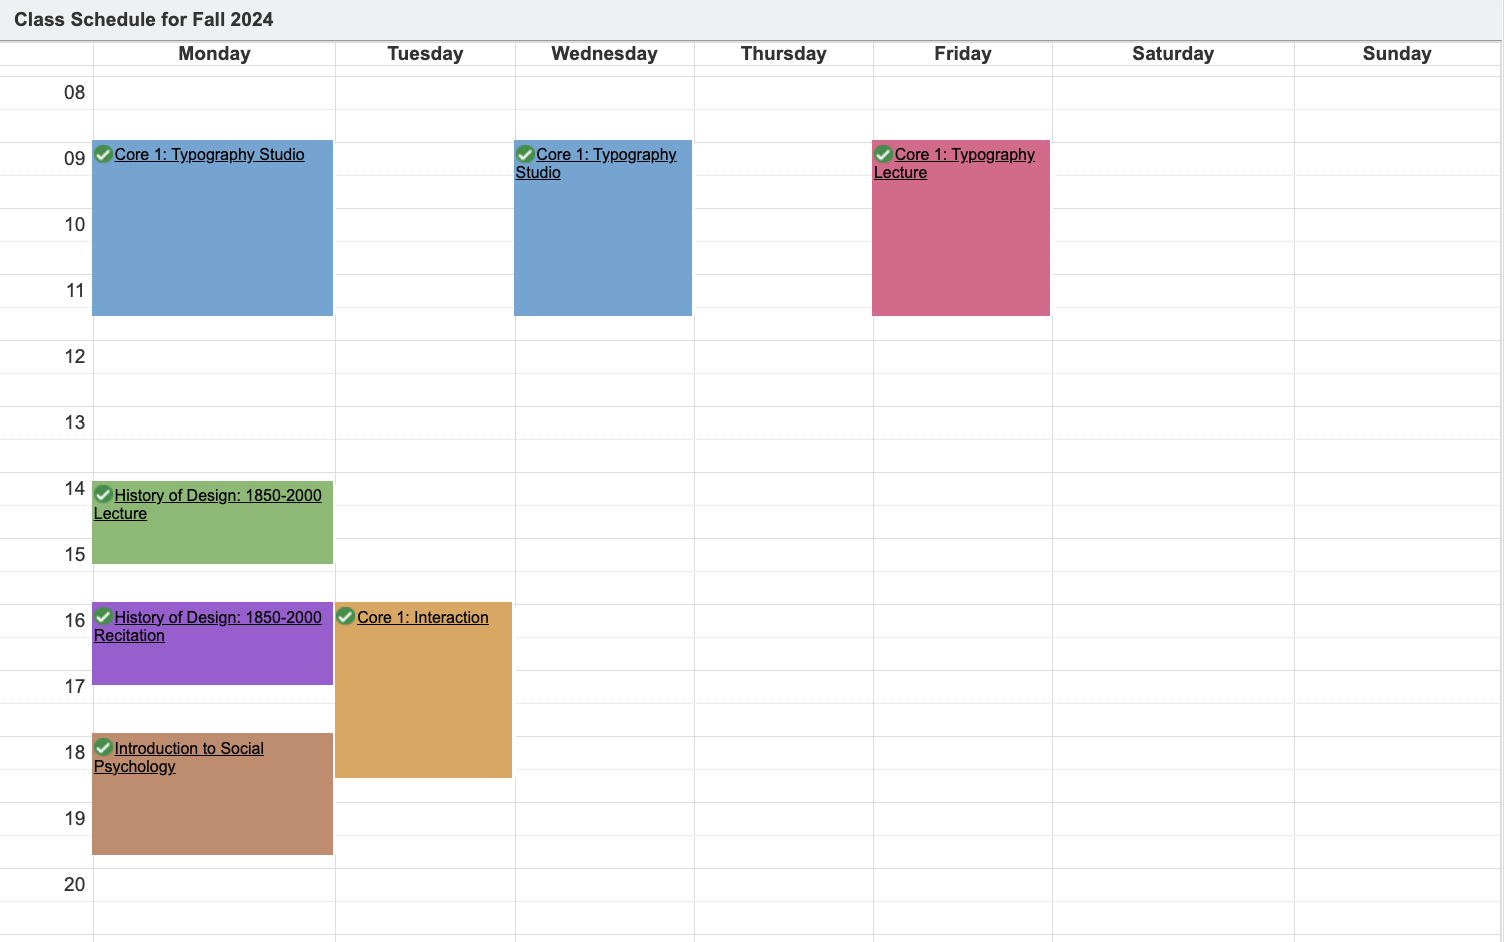 Class Schedule for Fall 2024
Monday Tuesday Wednesday Thursday Friday Saturday Sunday
08
09 Core 1: Typography Studio Core 1: Typography Core 1: Typography
Studio Lecture
10
11
12
13
14 History of Design: 1850-2000
Lecture
15
16 History of Design: 1850-2000 Core 1: Interaction
Recitation
17
18 Introduction to Social
Psychology
19
20